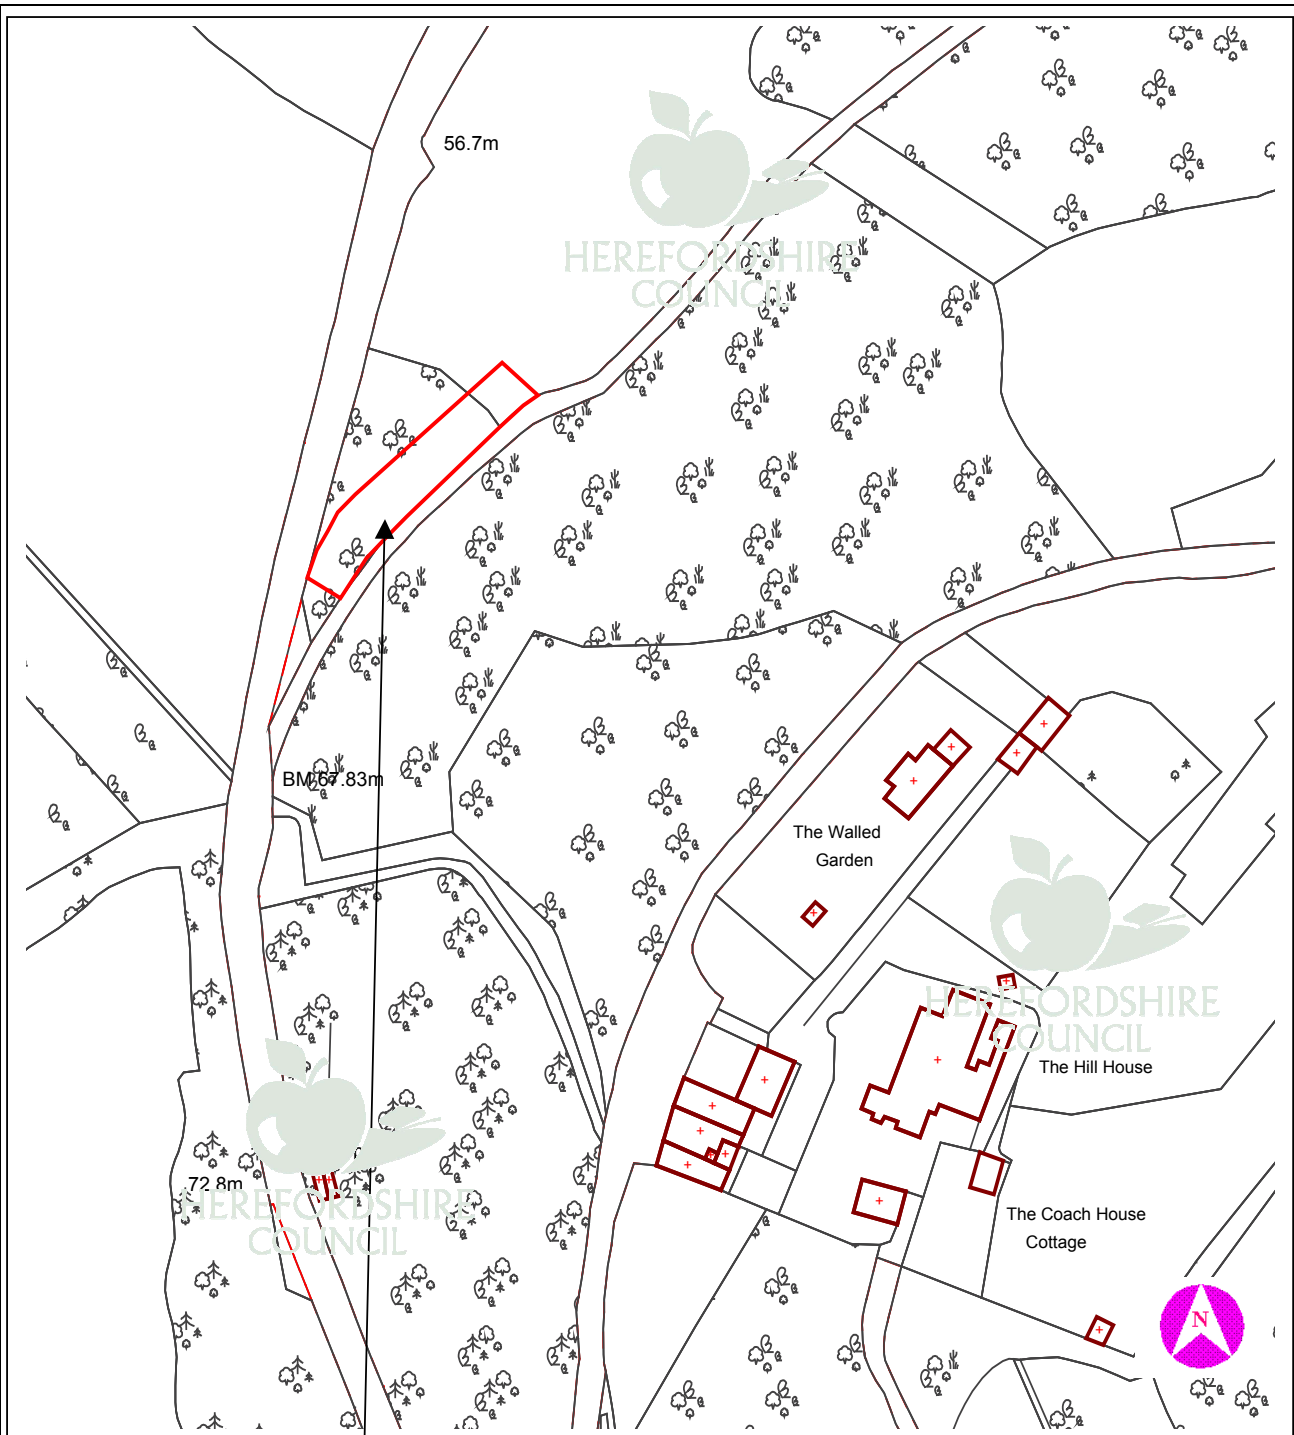 56.7m
HEREFORDSHIRE
COUNCIL
BM 67.83m
The Walled
Garden
HEREFORDSHIRE
COUNCIL
The Hill House
72.8m
HEREFORDSHIRE
COUNCIL
The Coach House
Cottage
N